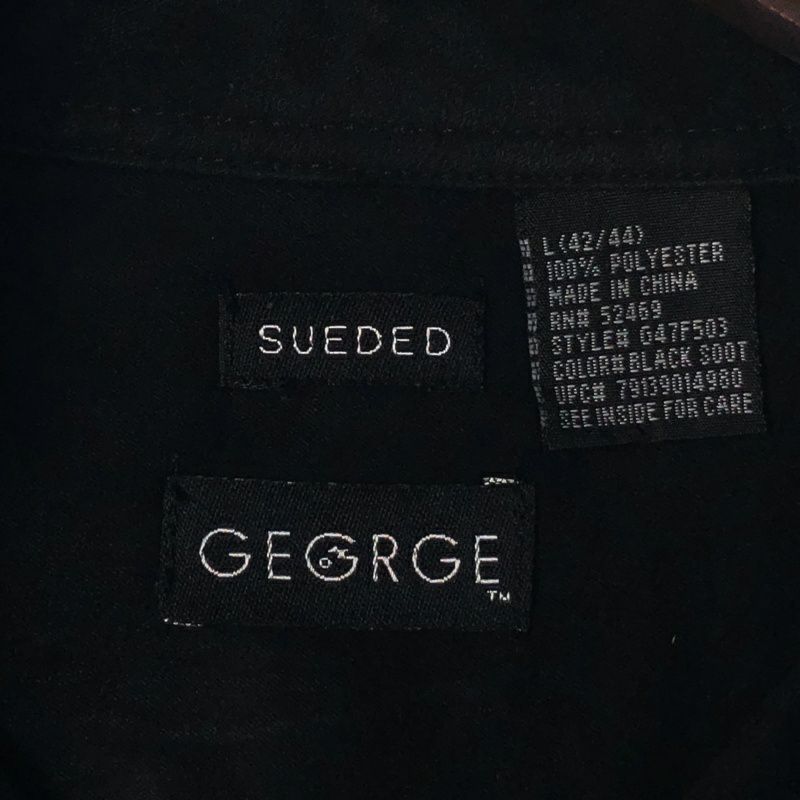 L(42/44)
100% POLYESTER
MADE IN CHINA
RN# 52469
STYLE# G47F503
COLOR# BLACK SOOT
UPC# 79139014980
SEE INSIDE FOR CARE
SUEDED
GEORGE
TM